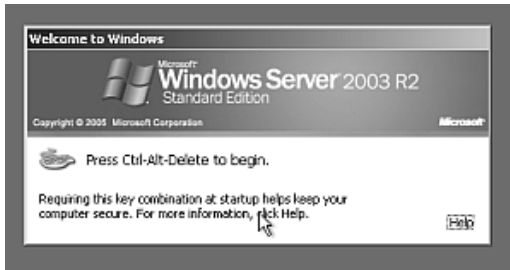 Welcome to Windows
Microsoft
Windows Server 2003 R2
Standard Edition
Copyright © 2005 Microsoft Corporation
Microsoft
Press Ctrl-Alt-Delete to begin.
Requiring this key combination at startup helps keep your
computer secure. For more information, click Help.
Help